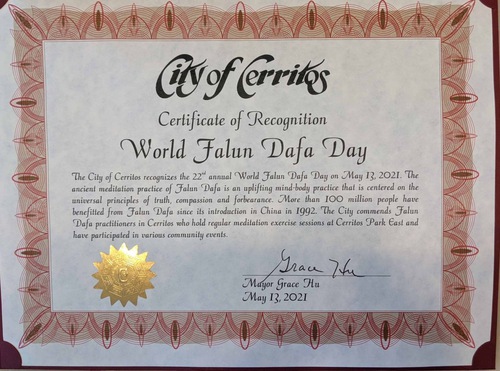 City of Cerritos
Certificate of Recognition
World Falun Dafa Day
The City of Cerritos recognizes the 22nd annual World Falun Dafa Day on May 13, 2021. The
ancient meditation practice of Falun Dafa is an uplifting mind-body practice that is centered on the
universal principles of truth, compassion and forbearance. More than 100 million people have
benefitted from Falun Dafa since its introduction in China in 1992. The City commends Falun
Dafa practitioners in Cerritos who hold regular meditation exercise sessions at Cerritos Park East and
have participated in various community events.
Grace Hu
Mayor Grace Hu
May 13, 2021